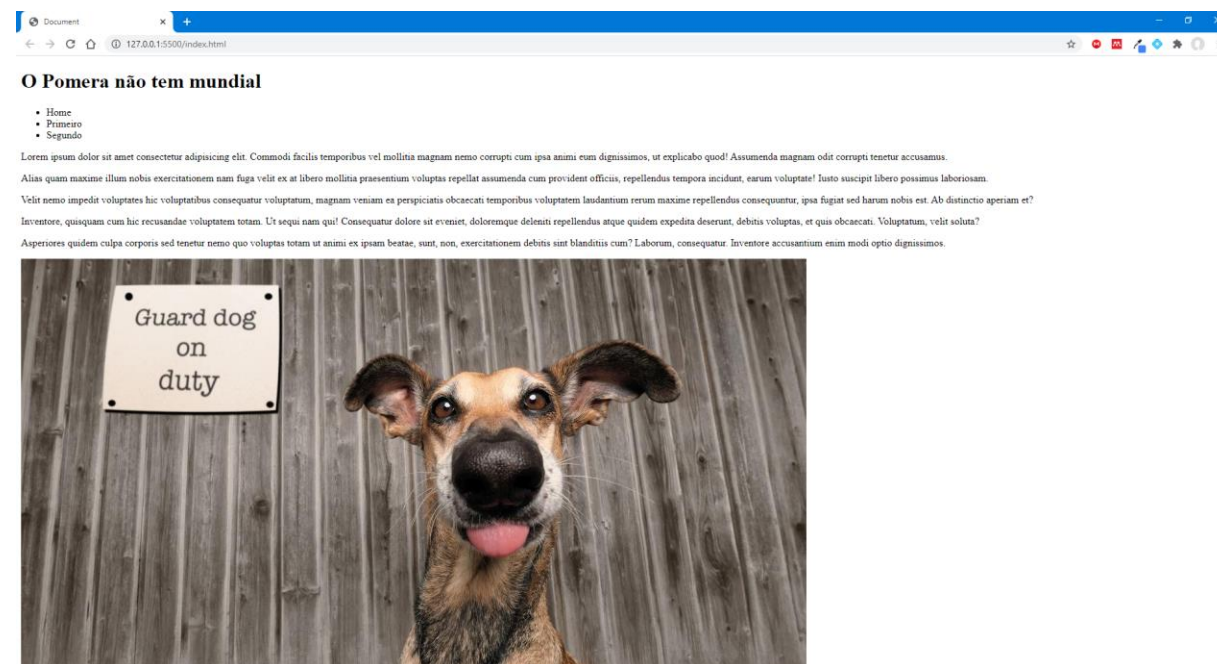 Document
127.0.0.1:5500/index.html
O Pomera não tem mundial
Home
Primeiro
Segundo
Lorem ipsum dolor sit amet consectetur adipisicing elit. Commodi facilis temporibus vel mollitia magnam nemo corrupti cum ipsa animi eum dignissimos, ut explicabo quod! Assumenda magnam odit corrupti tenetur accusamus.
Alias quam maxime illum nobis exercitationem nam fuga velit ex at libero mollitia praesentium voluptas repellat assumenda cum provident officiis, repellendus tempora incidunt, earum voluptate! Iusto suscipit libero possimus laboriosam.
Velit nemo impedit voluptates hic voluptatibus consequatur voluptatum, magnam veniam ea perspiciatis obcaecati temporibus voluptatem laudantium rerum maxime repellendus consequuntur, ipsa fugiat sed harum nobis est. Ab distinctio aperiam et?
Inventore, quisquam cum hic recusandae voluptatem totam. Ut sequi nam qui! Consequatur dolore sit eveniet, doloremque deleniti repellendus atque quidem expedita deserunt, debitis voluptas, et quis obcaecati. Voluptatum, velit soluta?
Asperiores quidem culpa corporis sed tenetur nemo quo voluptas totam ut animi ex ipsam beatae, sunt, non, exercitationem debitis sint blanditiis cum? Laborum, consequatur. Inventore accusantium enim modi optio dignissimos.
Guard dog
on
duty